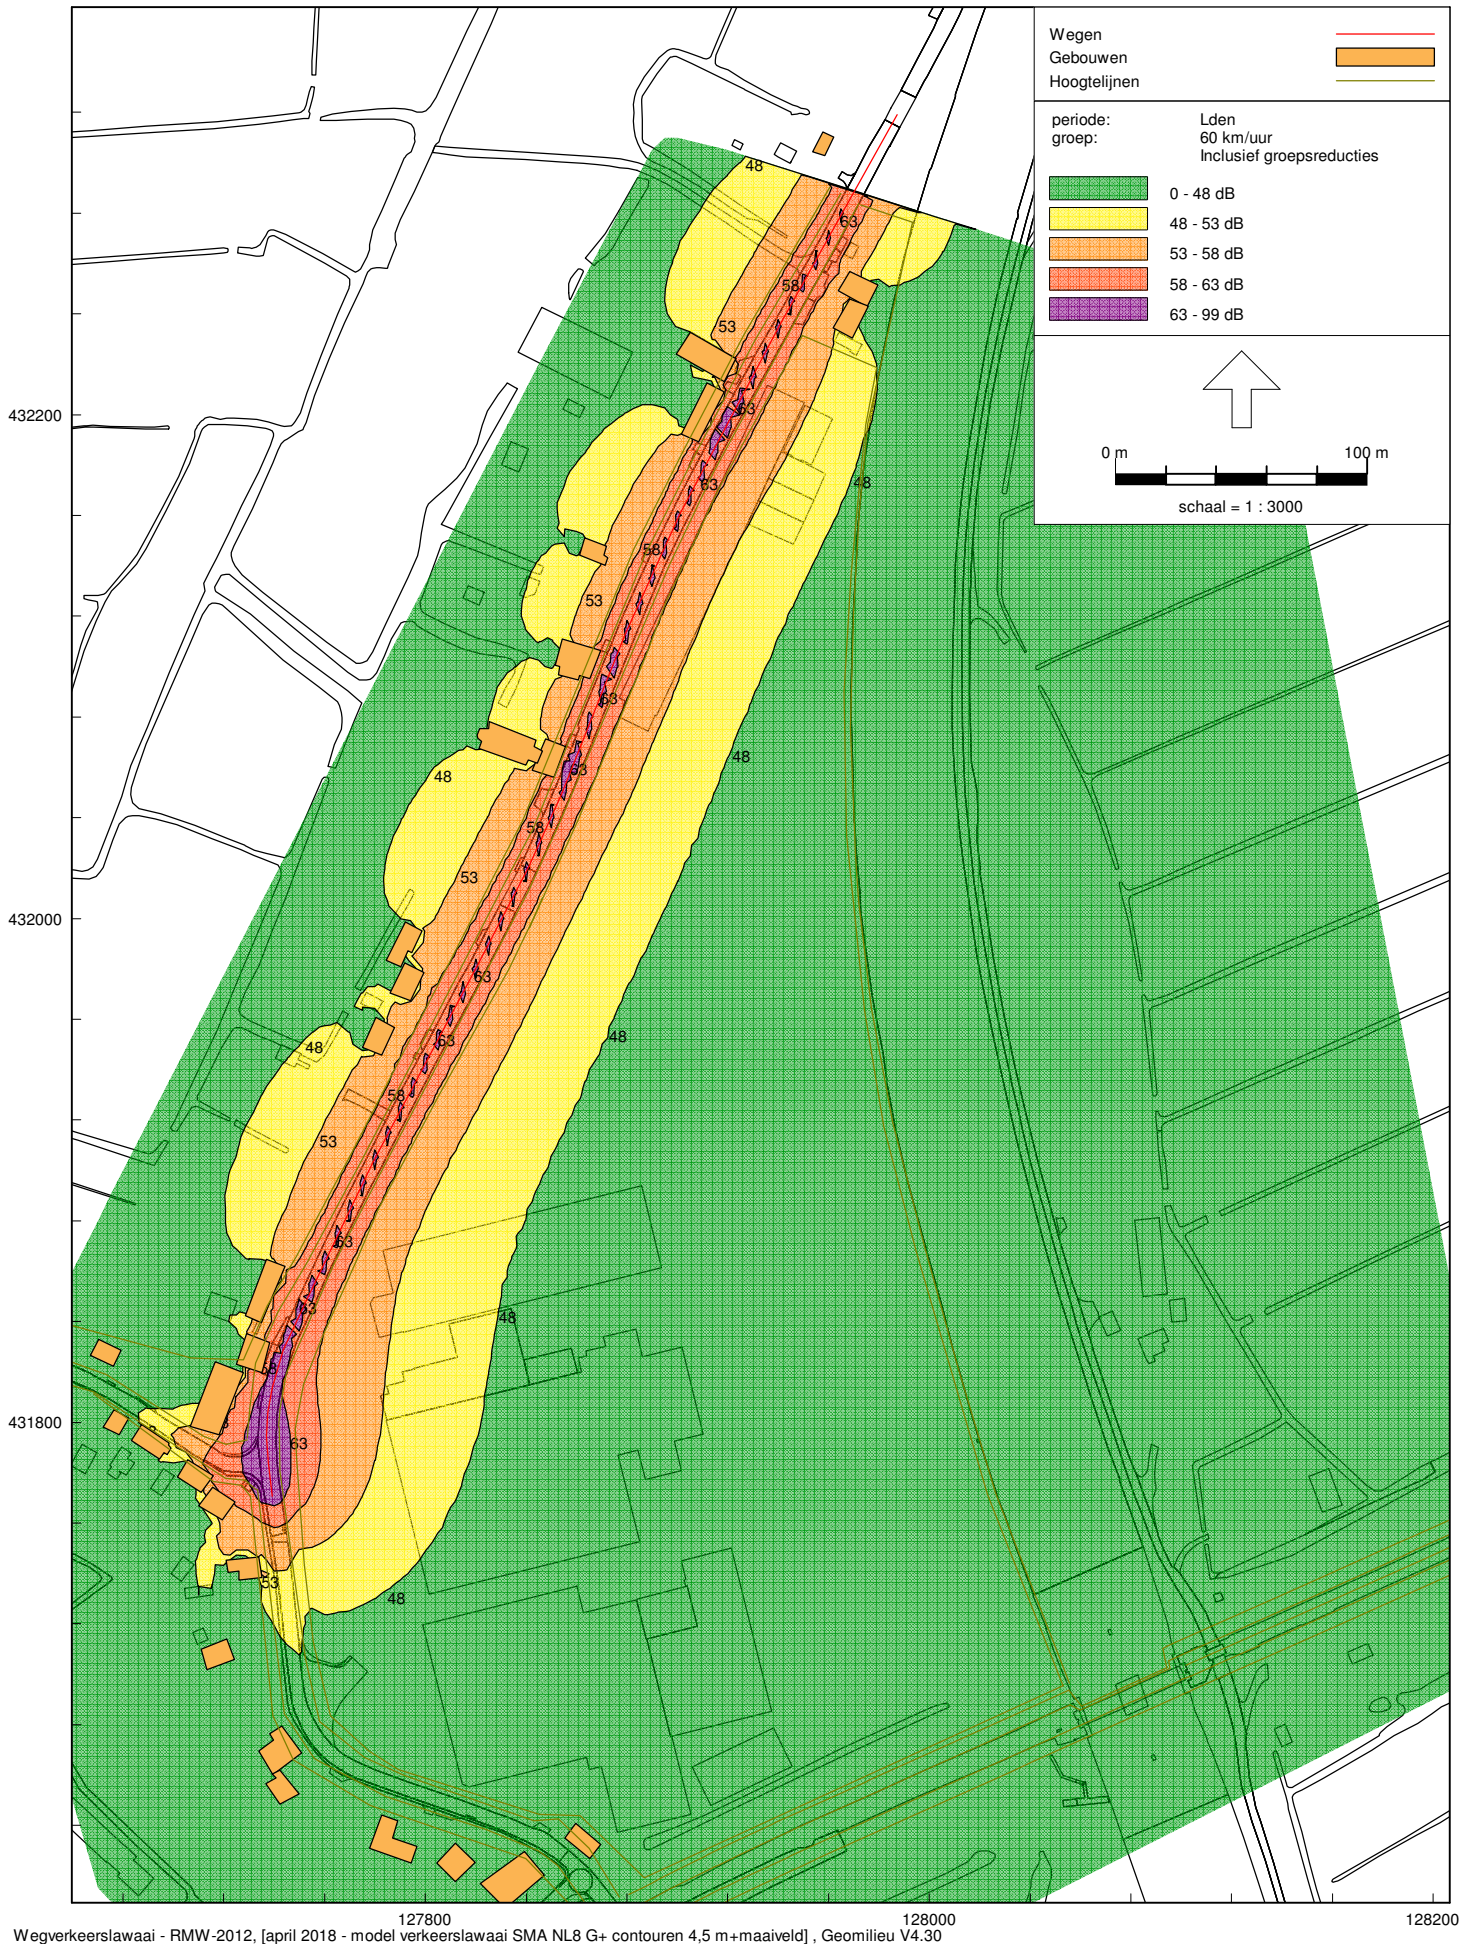 Wegen
Gebouwen
Hoogtelijnen
periode: Lden
groep: 60 km/uur
Inclusief groepsreducties
0 - 48 dB
48 - 53 dB
53 - 58 dB
58 - 63 dB
63 - 99 dB
0 m 100 m
schaal = 1 : 3000
48
63
58
53
432200
63
63
48
58
53
63
48
63
48
58
53
432000
63
48
63
48
58
53
63
63
48
58
431800
63
53
48
127800 128000 128200
Wegverkeerslawaai - RMW-2012, [april 2018 - model verkeerslawaai SMA NL8 G+ contouren 4,5 m+maaiveld] , Geomilieu V4.30